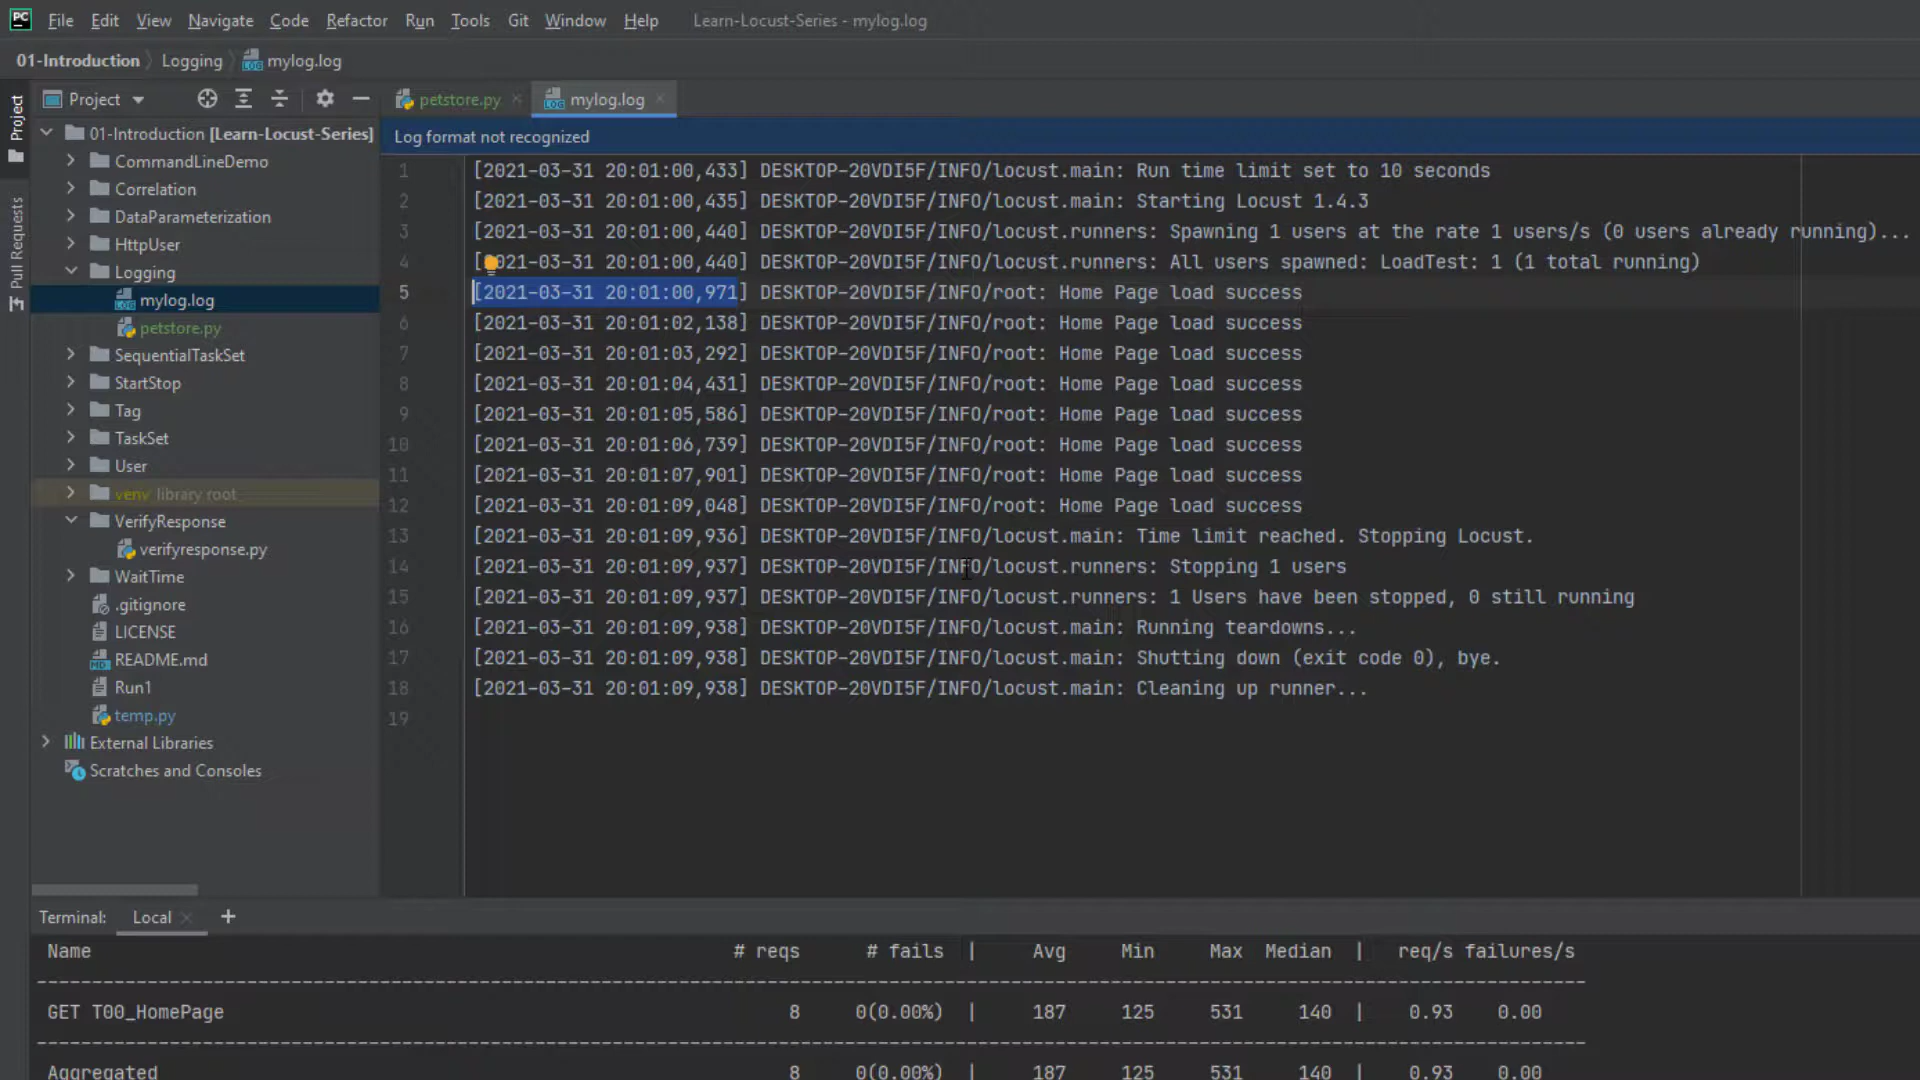 PC File Edit View Navigate Code Refactor Run Tools Git Window Help Learn-Locust-Series - mylog.log
01-Introduction Logging mylog.log
Project
Pull Requests
Project
01-Introduction [Learn-Locust-Series]
CommandLineDemo
Correlation
DataParameterization
HttpUser
Logging
mylog.log
petstore.py
SequentialTaskSet
StartStop
Tag
TaskSet
User
venv library root
VerifyResponse
verifyresponse.py
WaitTime
.gitignore
LICENSE
README.md
Run1
temp.py
External Libraries
Scratches and Consoles
petstore.py mylog.log
Log format not recognized
1 [2021-03-31 20:01:00,433] DESKTOP-20VDI5F/INFO/locust.main: Run time limit set to 10 seconds
2 [2021-03-31 20:01:00,435] DESKTOP-20VDI5F/INFO/locust.main: Starting Locust 1.4.3
3 [2021-03-31 20:01:00,440] DESKTOP-20VDI5F/INFO/locust.runners: Spawning 1 users at the rate 1 users/s (0 users already running)...
4 [2021-03-31 20:01:00,440] DESKTOP-20VDI5F/INFO/locust.runners: All users spawned: LoadTest: 1 (1 total running)
5 [2021-03-31 20:01:00,971] DESKTOP-20VDI5F/INFO/root: Home Page load success
6 [2021-03-31 20:01:02,138] DESKTOP-20VDI5F/INFO/root: Home Page load success
7 [2021-03-31 20:01:03,292] DESKTOP-20VDI5F/INFO/root: Home Page load success
8 [2021-03-31 20:01:04,431] DESKTOP-20VDI5F/INFO/root: Home Page load success
9 [2021-03-31 20:01:05,586] DESKTOP-20VDI5F/INFO/root: Home Page load success
10 [2021-03-31 20:01:06,739] DESKTOP-20VDI5F/INFO/root: Home Page load success
11 [2021-03-31 20:01:07,901] DESKTOP-20VDI5F/INFO/root: Home Page load success
12 [2021-03-31 20:01:09,048] DESKTOP-20VDI5F/INFO/root: Home Page load success
13 [2021-03-31 20:01:09,936] DESKTOP-20VDI5F/INFO/locust.main: Time limit reached. Stopping Locust.
14 [2021-03-31 20:01:09,937] DESKTOP-20VDI5F/INFO/locust.runners: Stopping 1 users
15 [2021-03-31 20:01:09,937] DESKTOP-20VDI5F/INFO/locust.runners: 1 Users have been stopped, 0 still running
16 [2021-03-31 20:01:09,938] DESKTOP-20VDI5F/INFO/locust.main: Running teardowns...
17 [2021-03-31 20:01:09,938] DESKTOP-20VDI5F/INFO/locust.main: Shutting down (exit code 0), bye.
18 [2021-03-31 20:01:09,938] DESKTOP-20VDI5F/INFO/locust.main: Cleaning up runner...
19
Terminal: Local +
Name # reqs # fails | Avg Min Max Median | req/s failures/s
GET T00_HomePage 8 0(0.00%) | 187 125 531 140 | 0.93 0.00
Aggregated 8 0(0.00%) | 187 125 531 140 | 0.93 0.00